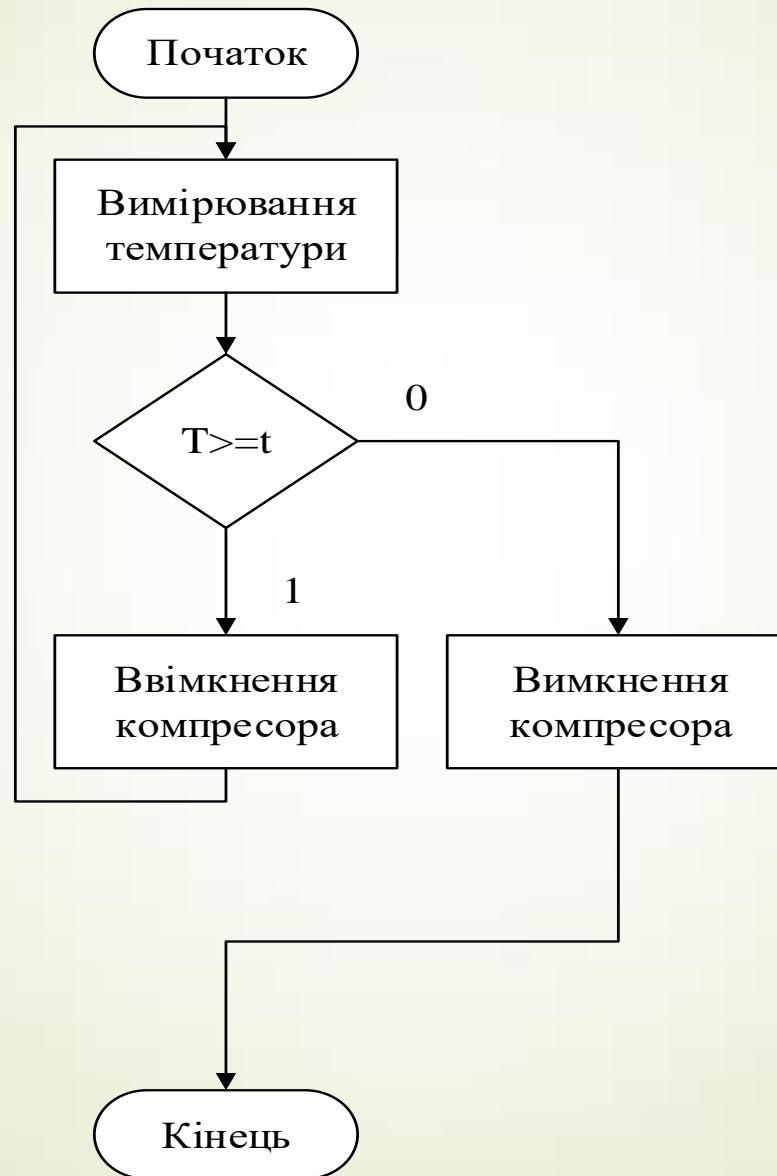 Початок
Вимірювання
температури
0
T>=t
1
Ввімкнення
компресора
Вимкнення
компресора
Кінець